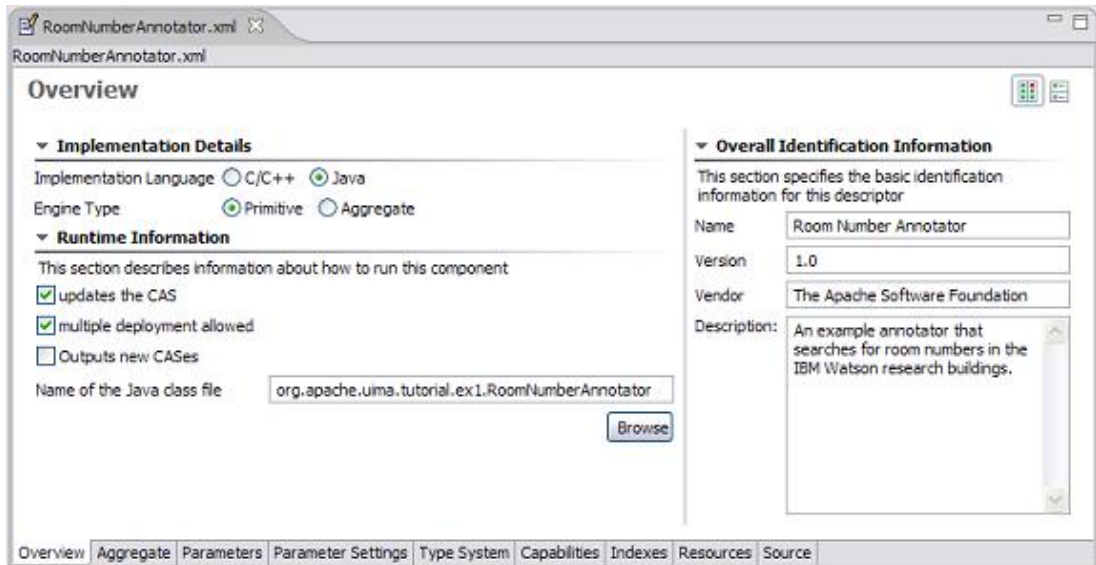 RoomNumberAnnotator.xml
RoomNumberAnnotator.xml
Overview
Implementation Details
Implementation Language C/C++ Java
Engine Type Primitive Aggregate
Runtime Information
This section describes information about how to run this component
updates the CAS
multiple deployment allowed
Outputs new CASes
Name of the Java class file org.apache.uima.tutorial.ex1.RoomNumberAnnotator
Browse
Overall Identification Information
This section specifies the basic identification
information for this descriptor
Name Room Number Annotator
Version 1.0
Vendor The Apache Software Foundation
Description: An example annotator that
searches for room numbers in the
IBM Watson research buildings.
Overview Aggregate Parameters Parameter Settings Type System Capabilities Indexes Resources Source